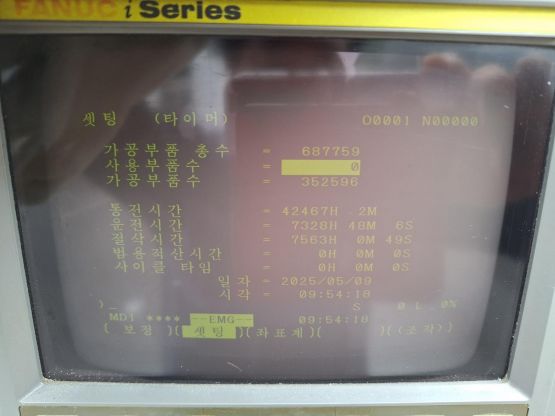 FANUC i Series
셋팅 (타이머) O0001 N00000
가공부품총수 = 687759
사용부품수 = 0
가공부품수 = 352596
통전시간 = 42467H 2M
운전시간 = 7328H 48M 6S
절삭시간 = 7563H 0M 49S
범용적산시간 = 0H 0M 0S
사이클 타임 = 0H 0M 0S
일자 = 2025/05/09
시각 = 09:54:18
)_ S 0 L 0%
MDI **** --EMG-- 09:54:18
( 보정 )( 셋팅 )( 좌표계 )( )( (조작) )